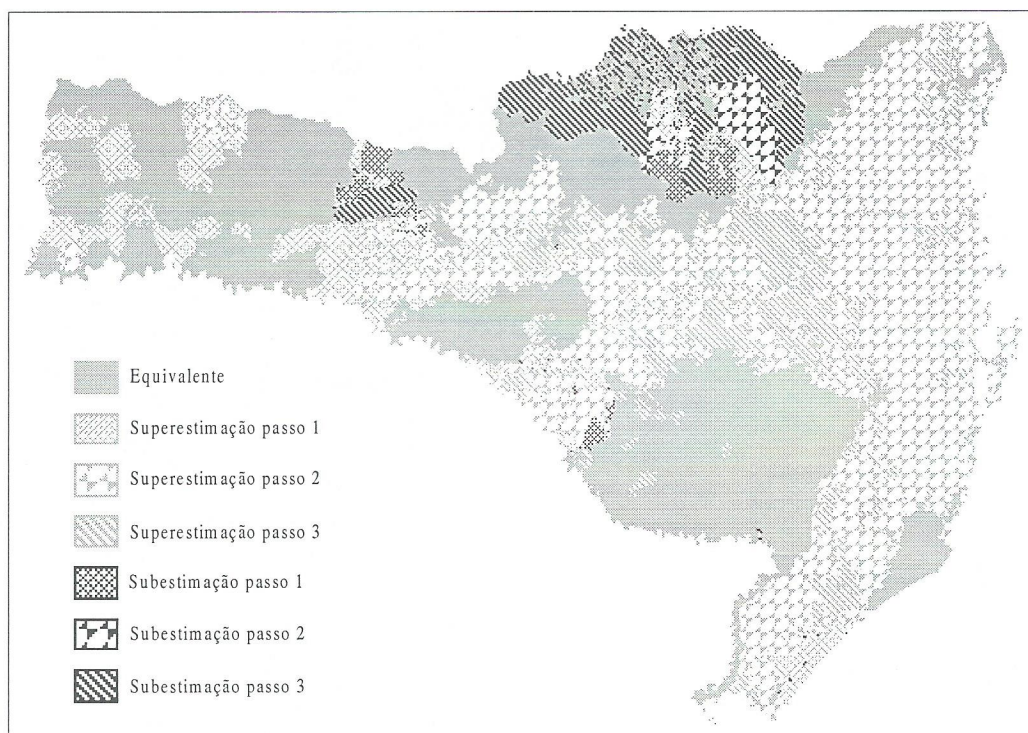 Equivalente
Superestimação passo 1
Superestimação passo 2
Superestimação passo 3
Subestimação passo 1
Subestimação passo 2
Subestimação passo 3